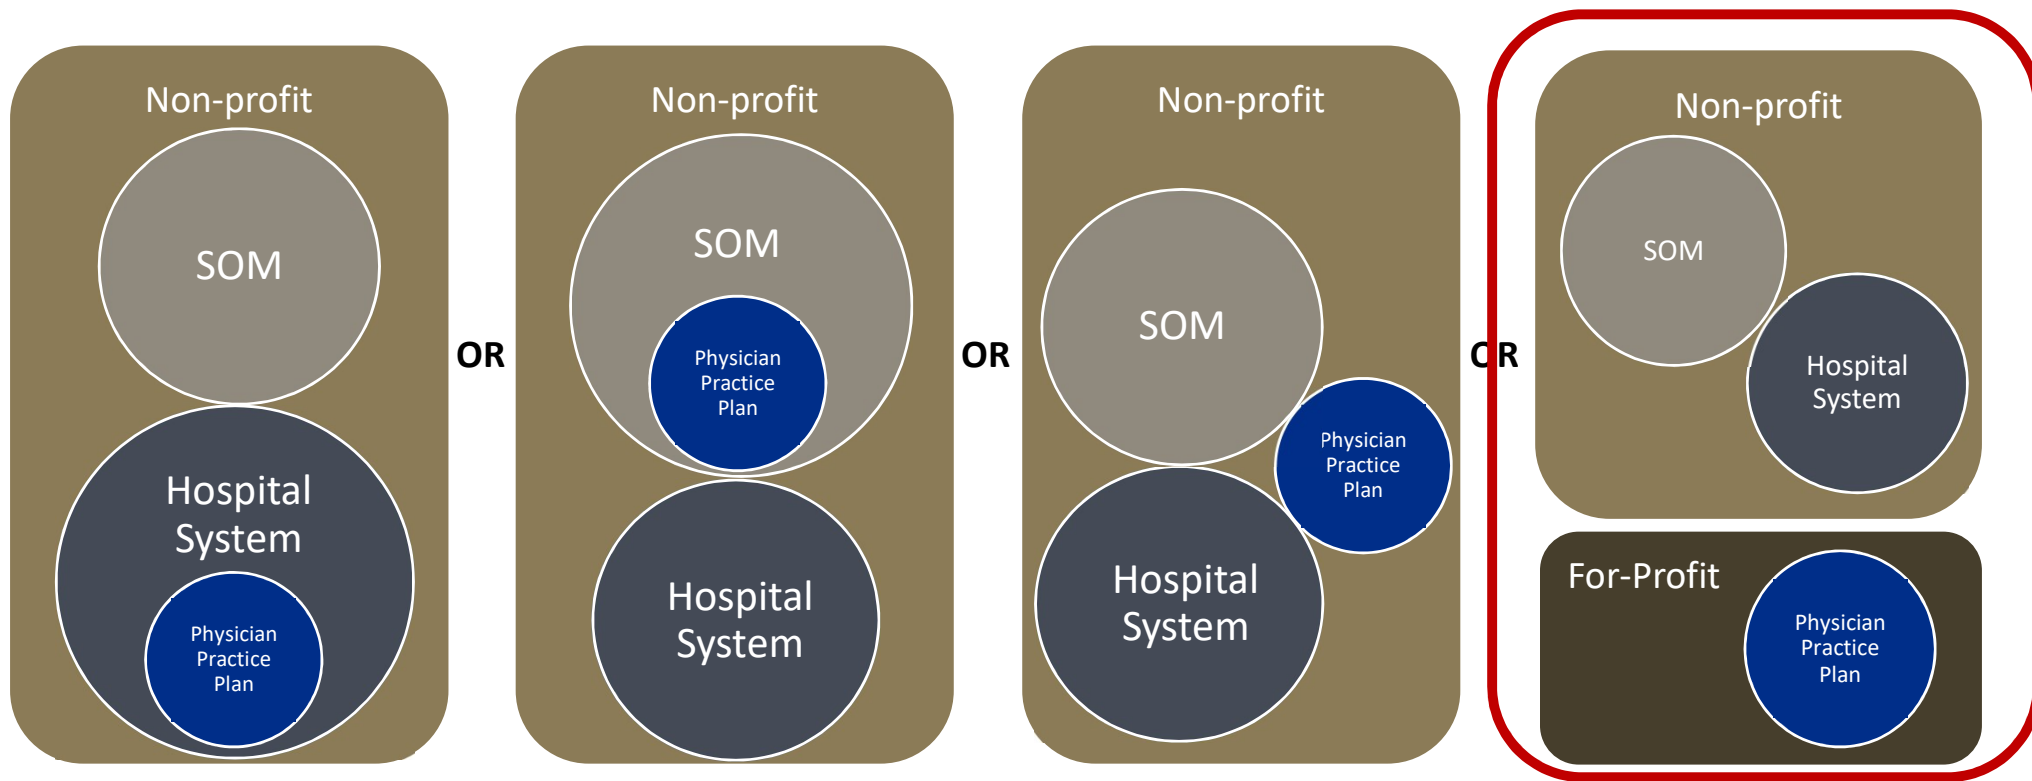 Non-profit
SOM
Hospital
System
Physician
Practice
Plan
OR
Non-profit
SOM
Physician
Practice
Plan
Hospital
System
OR
Non-profit
SOM
Physician
Practice
Plan
Hospital
System
OR
Non-profit
SOM
Hospital
System
For-Profit
Physician
Practice
Plan